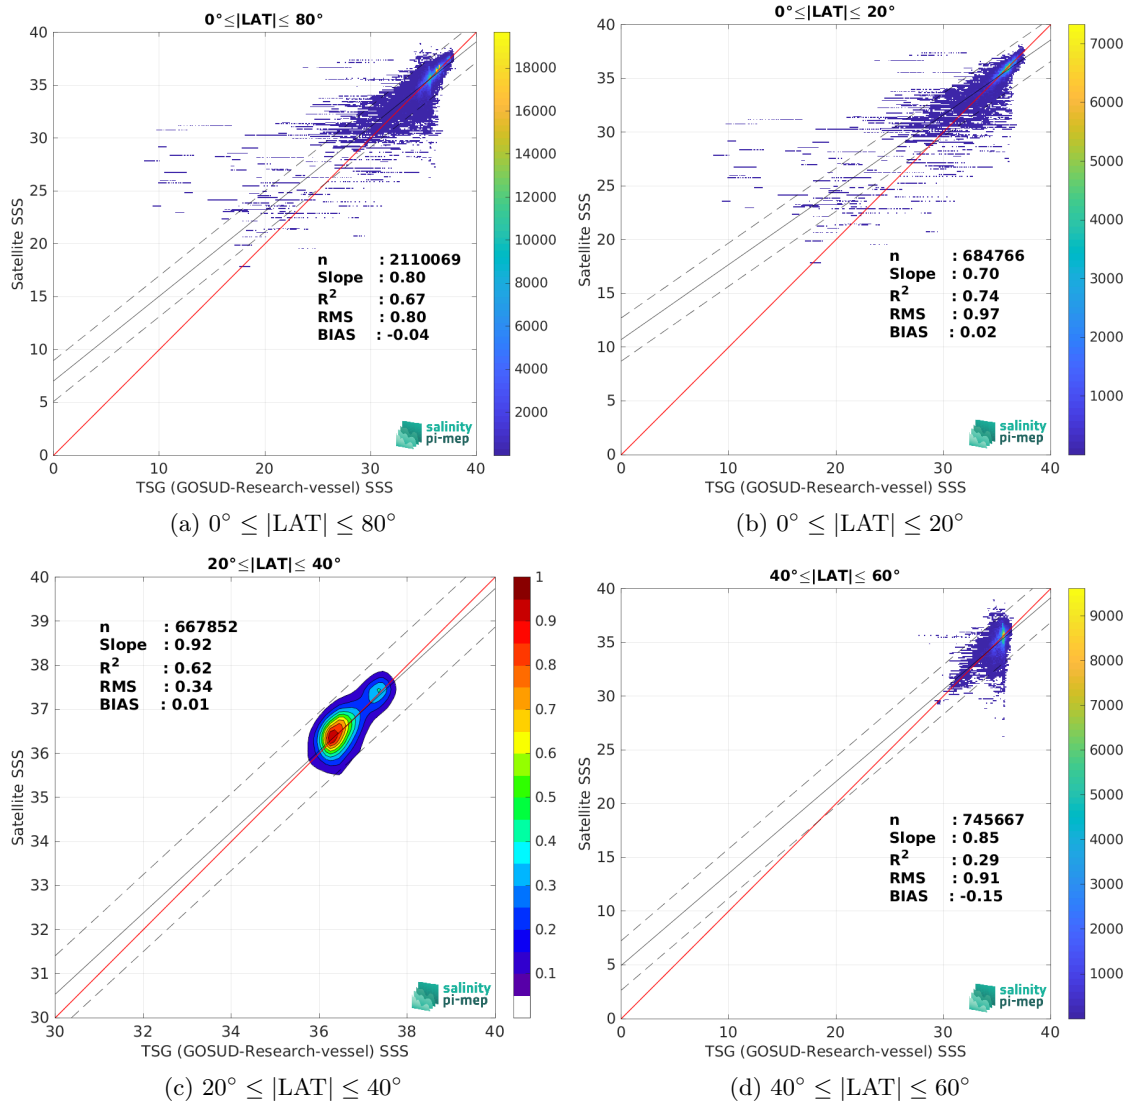 0°≤|LAT|≤ 80°
40
35
30
25
20
15
10
5
0
Satellite SSS
n : 2110069
Slope : 0.80
R² : 0.67
RMS : 0.80
BIAS : -0.04
salinity
pi-mep
0 10 20 30 40
TSG (GOSUD-Research-vessel) SSS
18000
16000
14000
12000
10000
8000
6000
4000
2000
(a) 0° ≤ |LAT| ≤ 80°
0°≤|LAT|≤ 20°
40
35
30
25
20
15
10
5
0
Satellite SSS
n : 684766
Slope : 0.70
R² : 0.74
RMS : 0.97
BIAS : 0.02
salinity
pi-mep
0 10 20 30 40
TSG (GOSUD-Research-vessel) SSS
7000
6000
5000
4000
3000
2000
1000
(b) 0° ≤ |LAT| ≤ 20°
20°≤|LAT|≤ 40°
40
39
38
37
36
35
34
33
32
31
30
Satellite SSS
n : 667852
Slope : 0.92
R² : 0.62
RMS : 0.34
BIAS : 0.01
salinity
pi-mep
30 32 34 36 38 40
TSG (GOSUD-Research-vessel) SSS
1
0.9
0.8
0.7
0.6
0.5
0.4
0.3
0.2
0.1
(c) 20° ≤ |LAT| ≤ 40°
40°≤|LAT|≤ 60°
40
35
30
25
20
15
10
5
0
Satellite SSS
n : 745667
Slope : 0.85
R² : 0.29
RMS : 0.91
BIAS : -0.15
salinity
pi-mep
0 10 20 30 40
TSG (GOSUD-Research-vessel) SSS
9000
8000
7000
6000
5000
4000
3000
2000
1000
(d) 40° ≤ |LAT| ≤ 60°